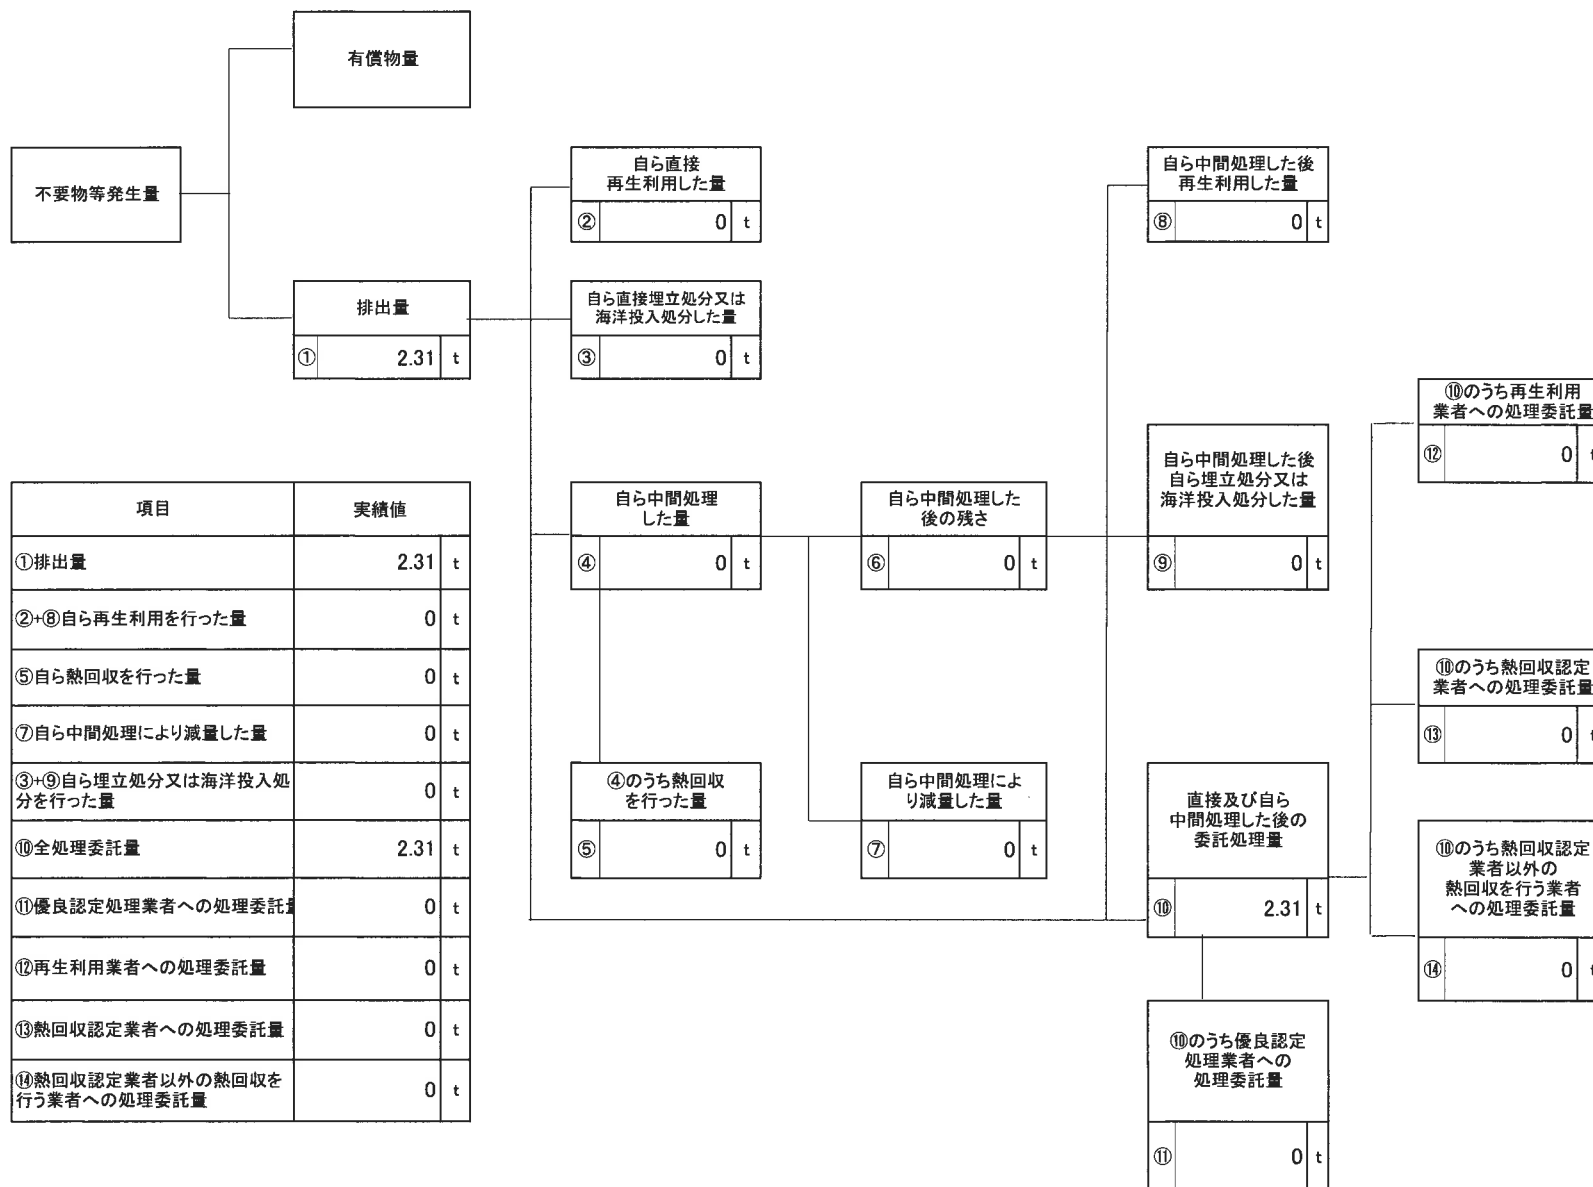 有償物量
不要物等発生量
排出量
① 2.31 t
自ら直接
再生利用した量
② 0 t
自ら直接埋立処分又は
海洋投入処分した量
③ 0 t
自ら中間処理
した量
④ 0 t
④のうち熱回収
を行った量
⑤ 0 t
自ら中間処理した
後の残さ
⑥ 0 t
自ら中間処理によ
り減量した量
⑦ 0 t
自ら中間処理した後
再生利用した量
⑧ 0 t
自ら中間処理した後
自ら埋立処分又は
海洋投入処分した量
⑨ 0 t
直接及び自ら
中間処理した後の
委託処理量
⑩ 2.31 t
⑩のうち優良認定
処理業者への
処理委託量
⑪ 0 t
⑩のうち再生利用
業者への処理委託量
⑫ 0 t
⑩のうち熱回収認定
業者への処理委託量
⑬ 0 t
⑩のうち熱回収認定
業者以外の
熱回収を行う業者
への処理委託量
⑭ 0 t
項目 実績値
①排出量 2.31 t
②+⑧自ら再生利用を行った量 0 t
⑤自ら熱回収を行った量 0 t
⑦自ら中間処理により減量した量 0 t
③+⑨自ら埋立処分又は海洋投入処
分を行った量 0 t
⑩全処理委託量 2.31 t
⑪優良認定処理業者への処理委託量 0 t
⑫再生利用業者への処理委託量 0 t
⑬熱回収認定業者への処理委託量 0 t
⑭熱回収認定業者以外の熱回収を
行う業者への処理委託量 0 t